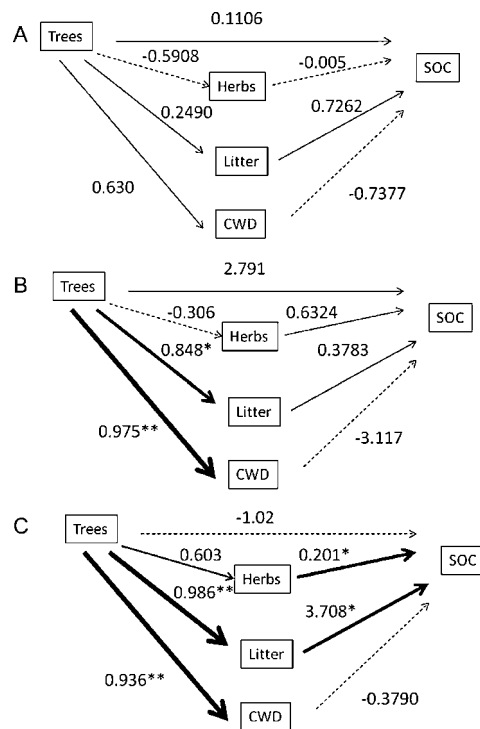 0.1106
A
Trees
-0.5908
-0.005
SOC
Herbs
0.2490
0.7262
Litter
0.630
-0.7377
CWD
2.791
B
Trees
-0.306
0.6324
SOC
Herbs
0.848*
0.3783
Litter
0.975**
-3.117
CWD
C
-1.02
Trees
0.603
0.201*
SOC
Herbs
0.986**
3.708*
Litter
0.936**
-0.3790
CWD